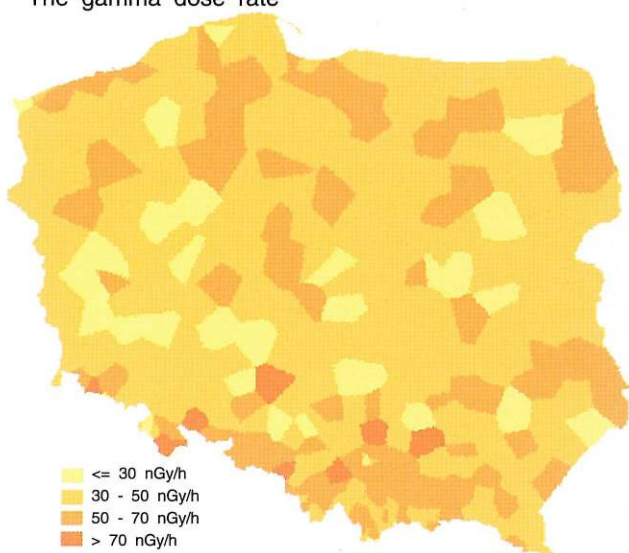 The gamma dose rate
<= 30 nGy/h
30 - 50 nGy/h
50 - 70 nGy/h
> 70 nGy/h